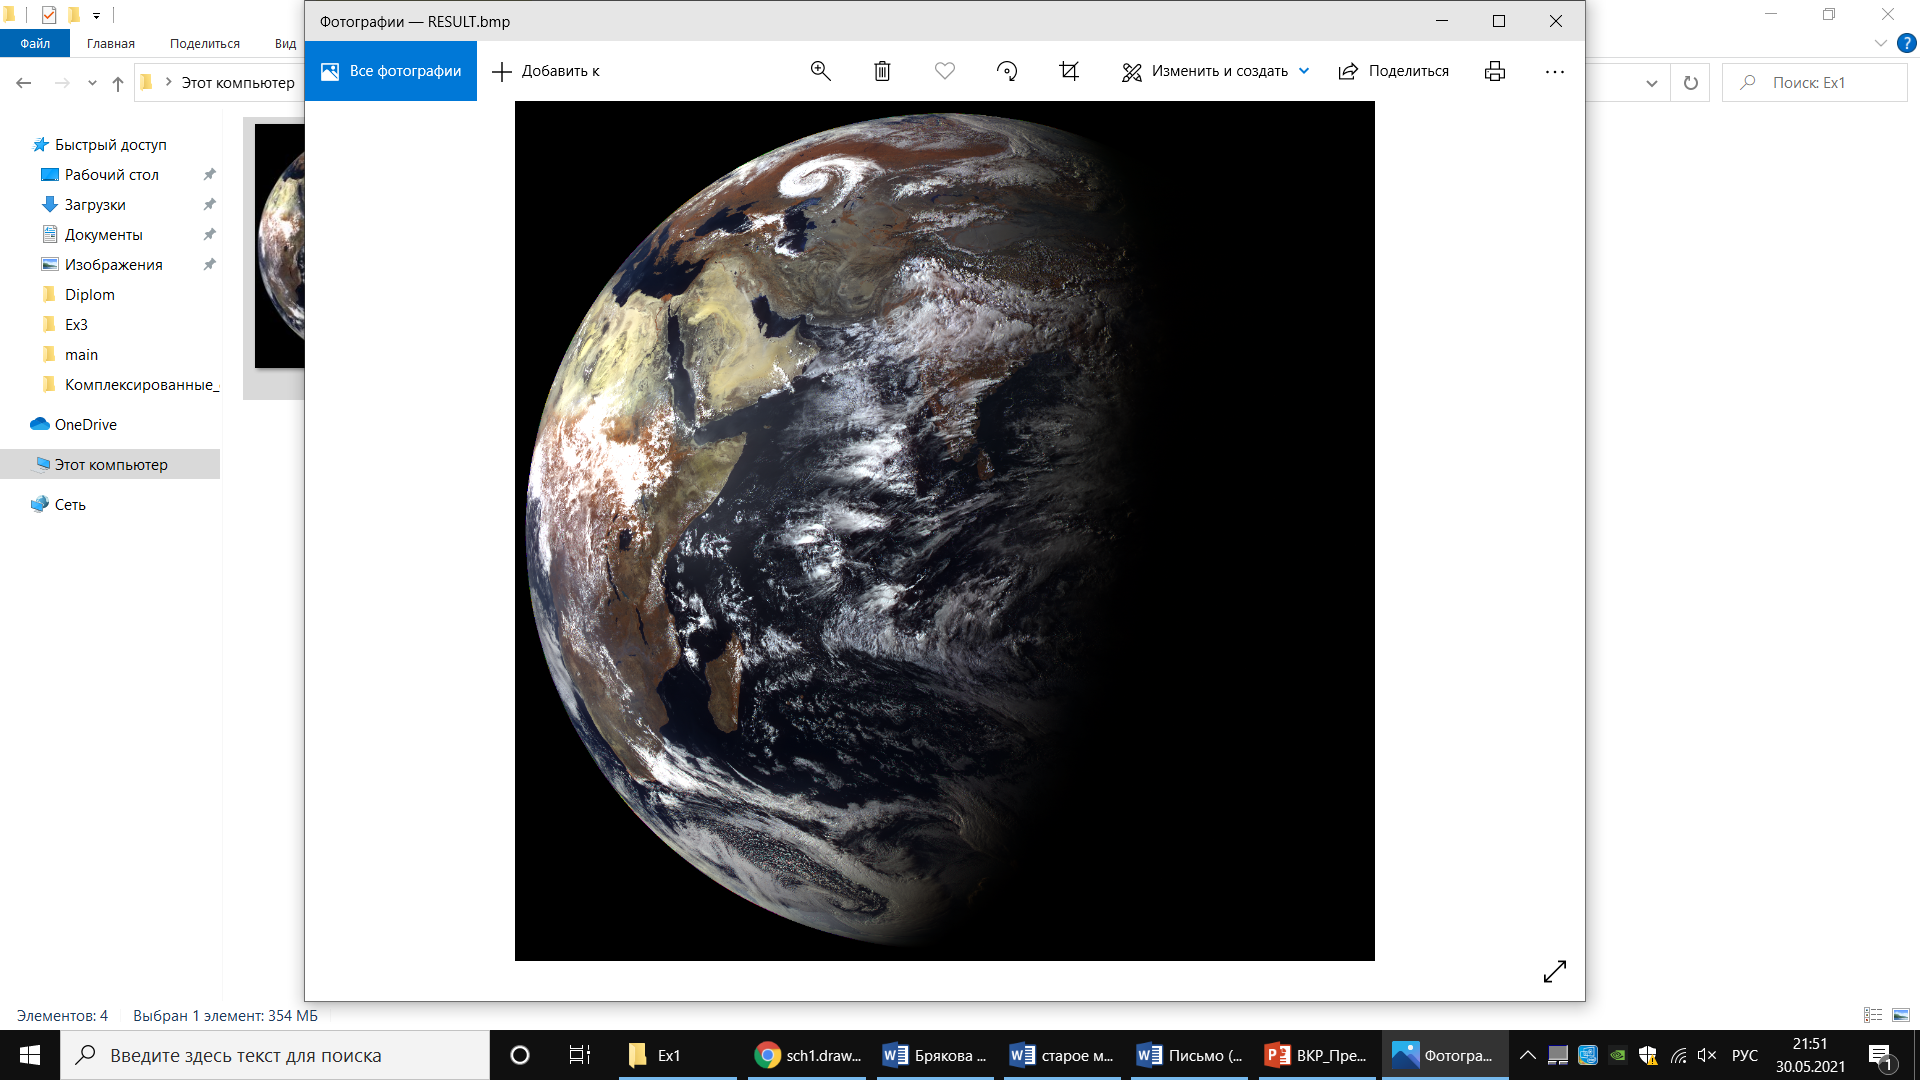 Фотографии — RESULT.bmp
Файл
Главная
Поделиться
Вид
Все фотографии
Добавить к
Изменить и создать
Поделиться
Этот компьютер
Поиск: Ex1
Быстрый доступ
Рабочий стол
Загрузки
Документы
Изображения
Diplom
Ex3
main
Комплексированные_
OneDrive
Этот компьютер
Сеть
Элементов: 4
Выбран 1 элемент: 354 МБ
Введите здесь текст для поиска
Ex1
sch1.draw...
Брякова ...
старое м...
Письмо (...
ВКР_Пре...
Фотогра...
РУС
21:51
30.05.2021
1